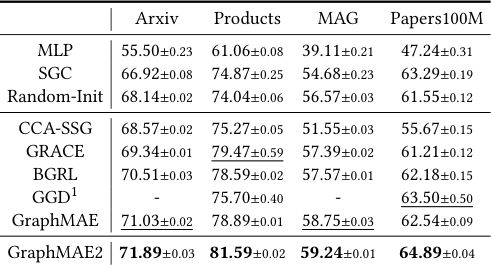 Arxiv Products MAG Papers100M
MLP 55.50±0.23 61.06±0.08 39.11±0.21 47.24±0.31
SGC 66.92±0.08 74.87±0.25 54.68±0.23 63.29±0.19
Random-Init 68.14±0.02 74.04±0.06 56.57±0.03 61.55±0.12
CCA-SSG 68.57±0.02 75.27±0.05 51.55±0.03 55.67±0.15
GRACE 69.34±0.01 79.47±0.59 57.39±0.02 61.21±0.12
BGRL 70.51±0.03 78.59±0.02 57.57±0.01 62.18±0.15
GGD¹ - 75.70±0.40 - 63.50±0.50
GraphMAE 71.03±0.02 78.89±0.01 58.75±0.03 62.54±0.09
GraphMAE2 71.89±0.03 81.59±0.02 59.24±0.01 64.89±0.04